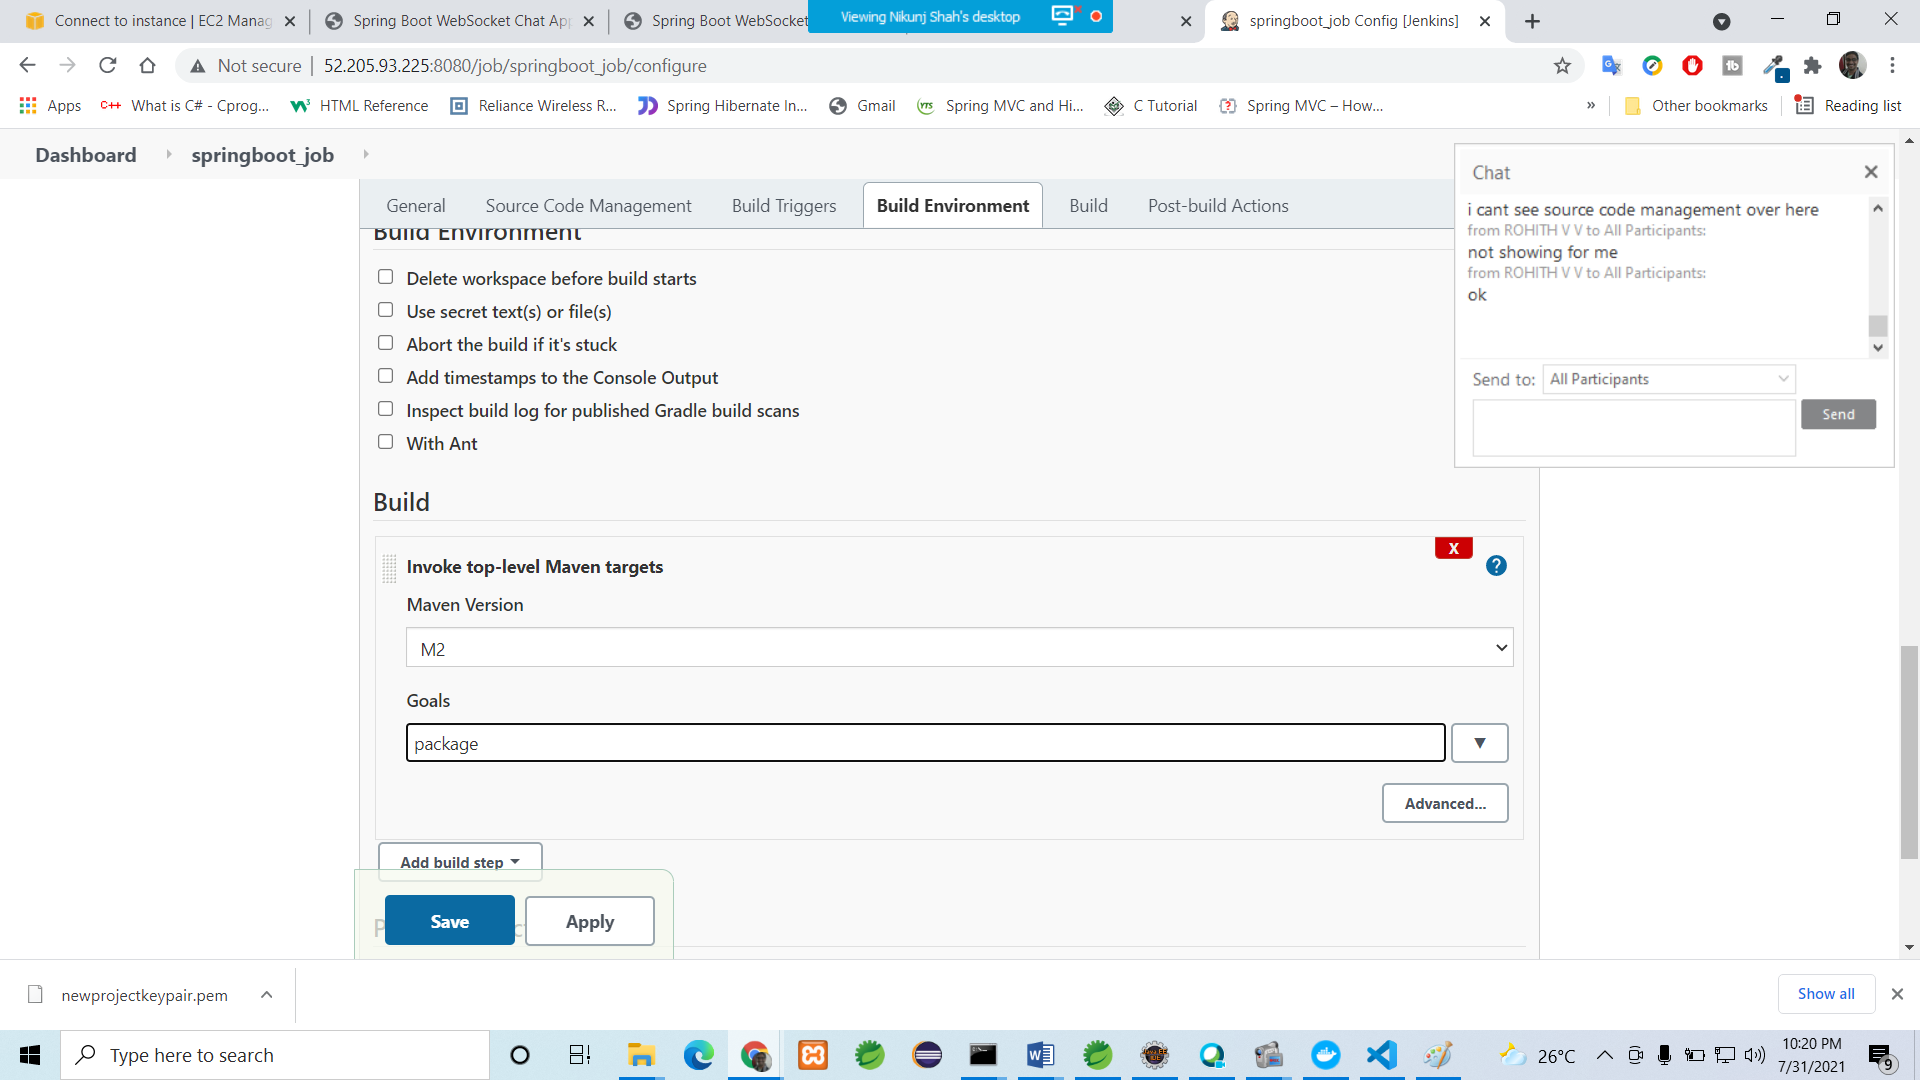 Connect to instance | EC2 Manag
Spring Boot WebSocket Chat App
Spring Boot WebSocket
Viewing Nikunj Shah's desktop
springboot_job Config [Jenkins]
Not secure
52.205.93.225:8080/job/springboot_job/configure
Apps
What is C# - Cprog...
HTML Reference
Reliance Wireless R...
Spring Hibernate In...
Gmail
Spring MVC and Hi...
C Tutorial
Spring MVC – How...
»
Other bookmarks
Reading list
Dashboard
springboot_job
General
Source Code Management
Build Triggers
Build Environment
Build
Post-build Actions
Build Environment
Delete workspace before build starts
Use secret text(s) or file(s)
Abort the build if it's stuck
Add timestamps to the Console Output
Inspect build log for published Gradle build scans
With Ant
Build
X
Invoke top-level Maven targets
?
Maven Version
M2
Goals
package
Advanced...
Add build step
Save
Apply
Chat
i cant see source code management over here
from ROHITH V V to All Participants:
not showing for me
from ROHITH V V to All Participants:
ok
Send to:
All Participants
Send
newprojectkeypair.pem
Show all
Type here to search
26°C
10:20 PM
7/31/2021
9